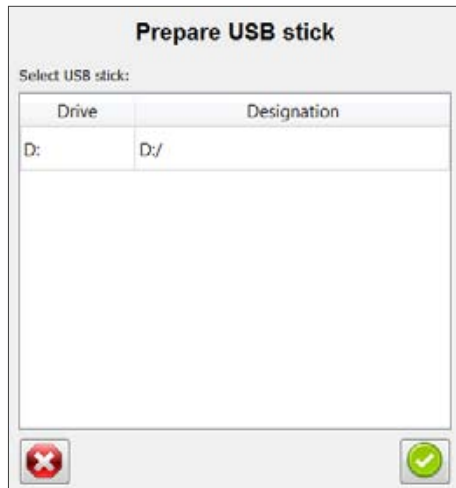 Prepare USB stick
Select USB stick:
Drive Designation
D: D:/